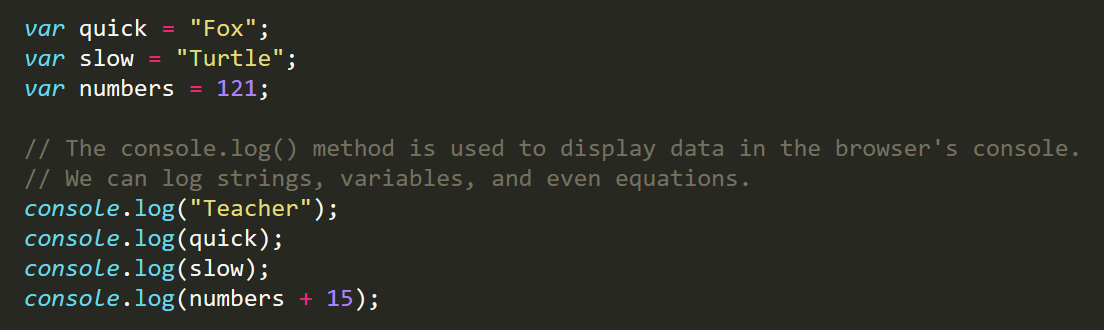 var quick = "Fox";
var slow = "Turtle";
var numbers = 121;
// The console.log() method is used to display data in the browser's console.
// We can log strings, variables, and even equations.
console.log("Teacher");
console.log(quick);
console.log(slow);
console.log(numbers + 15);